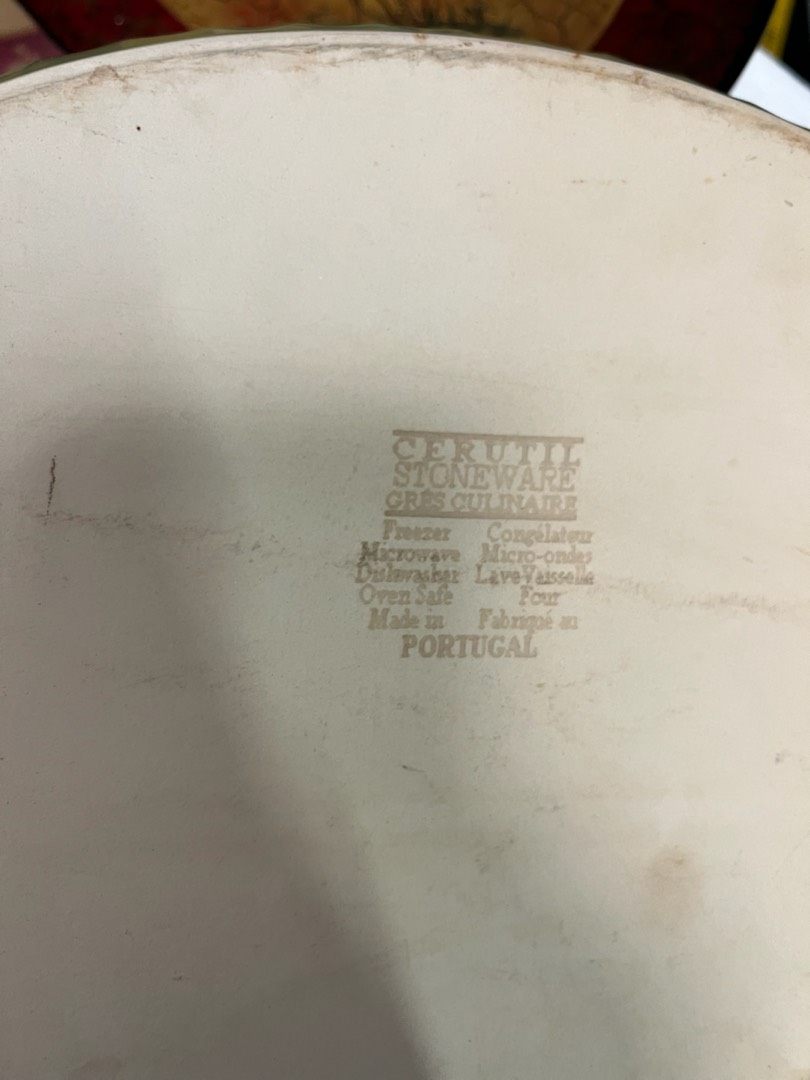 CERUTIL
STONEWARE
GRÈS CULINAIRE
Freezer Congélateur
Microwave Micro-ondes
Dishwasher Lave-Vaisselle
Oven Safe Four
Made in Fabriqué au
PORTUGAL